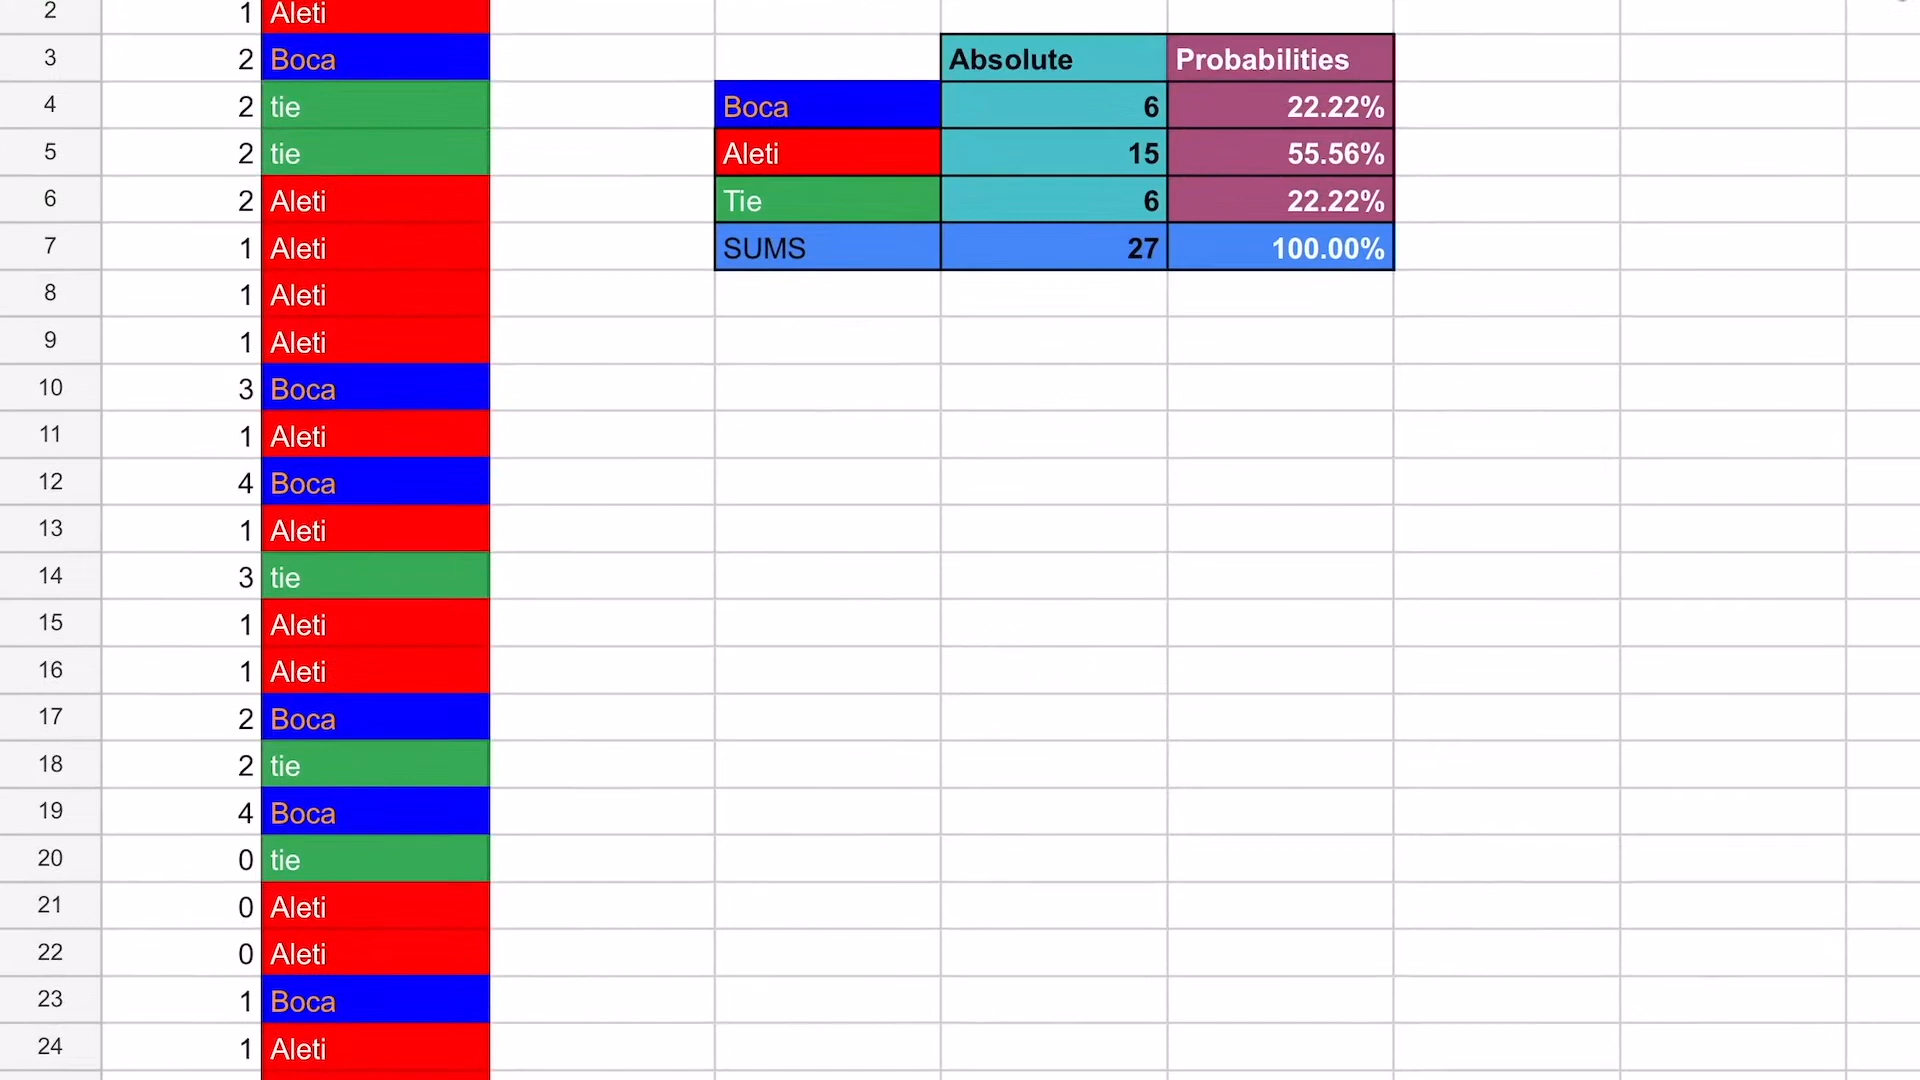 2 1 Aleti
3 2 Boca Absolute Probabilities
4 2 tie Boca 6 22.22%
5 2 tie Aleti 15 55.56%
6 2 Aleti Tie 6 22.22%
7 1 Aleti SUMS 27 100.00%
8 1 Aleti
9 1 Aleti
10 3 Boca
11 1 Aleti
12 4 Boca
13 1 Aleti
14 3 tie
15 1 Aleti
16 1 Aleti
17 2 Boca
18 2 tie
19 4 Boca
20 0 tie
21 0 Aleti
22 0 Aleti
23 1 Boca
24 1 Aleti